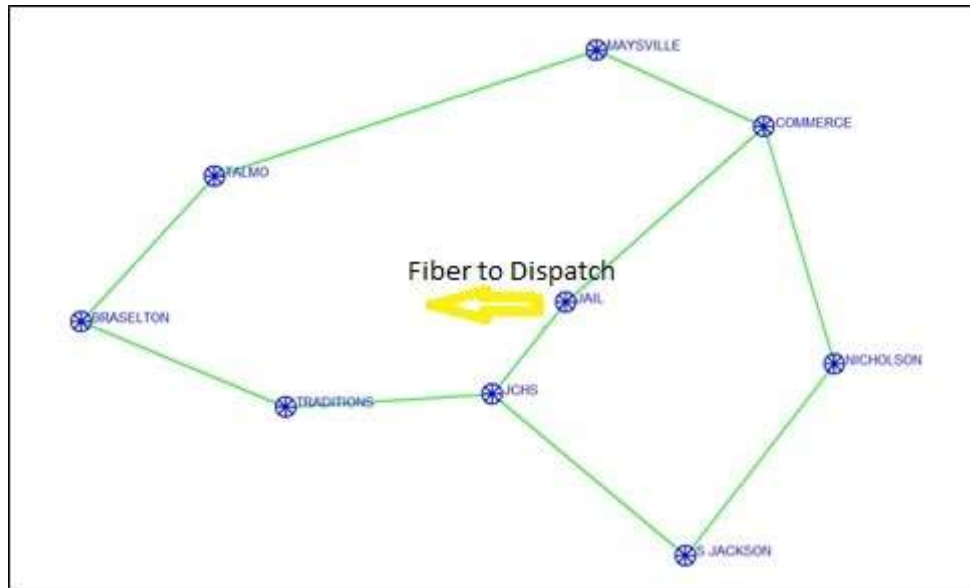 MAYSVILLE
COMMERCE
TALMO
Fiber to Dispatch
JAIL
BRASELTON
NICHOLSON
JCHS
TRADITIONS
S JACKSON